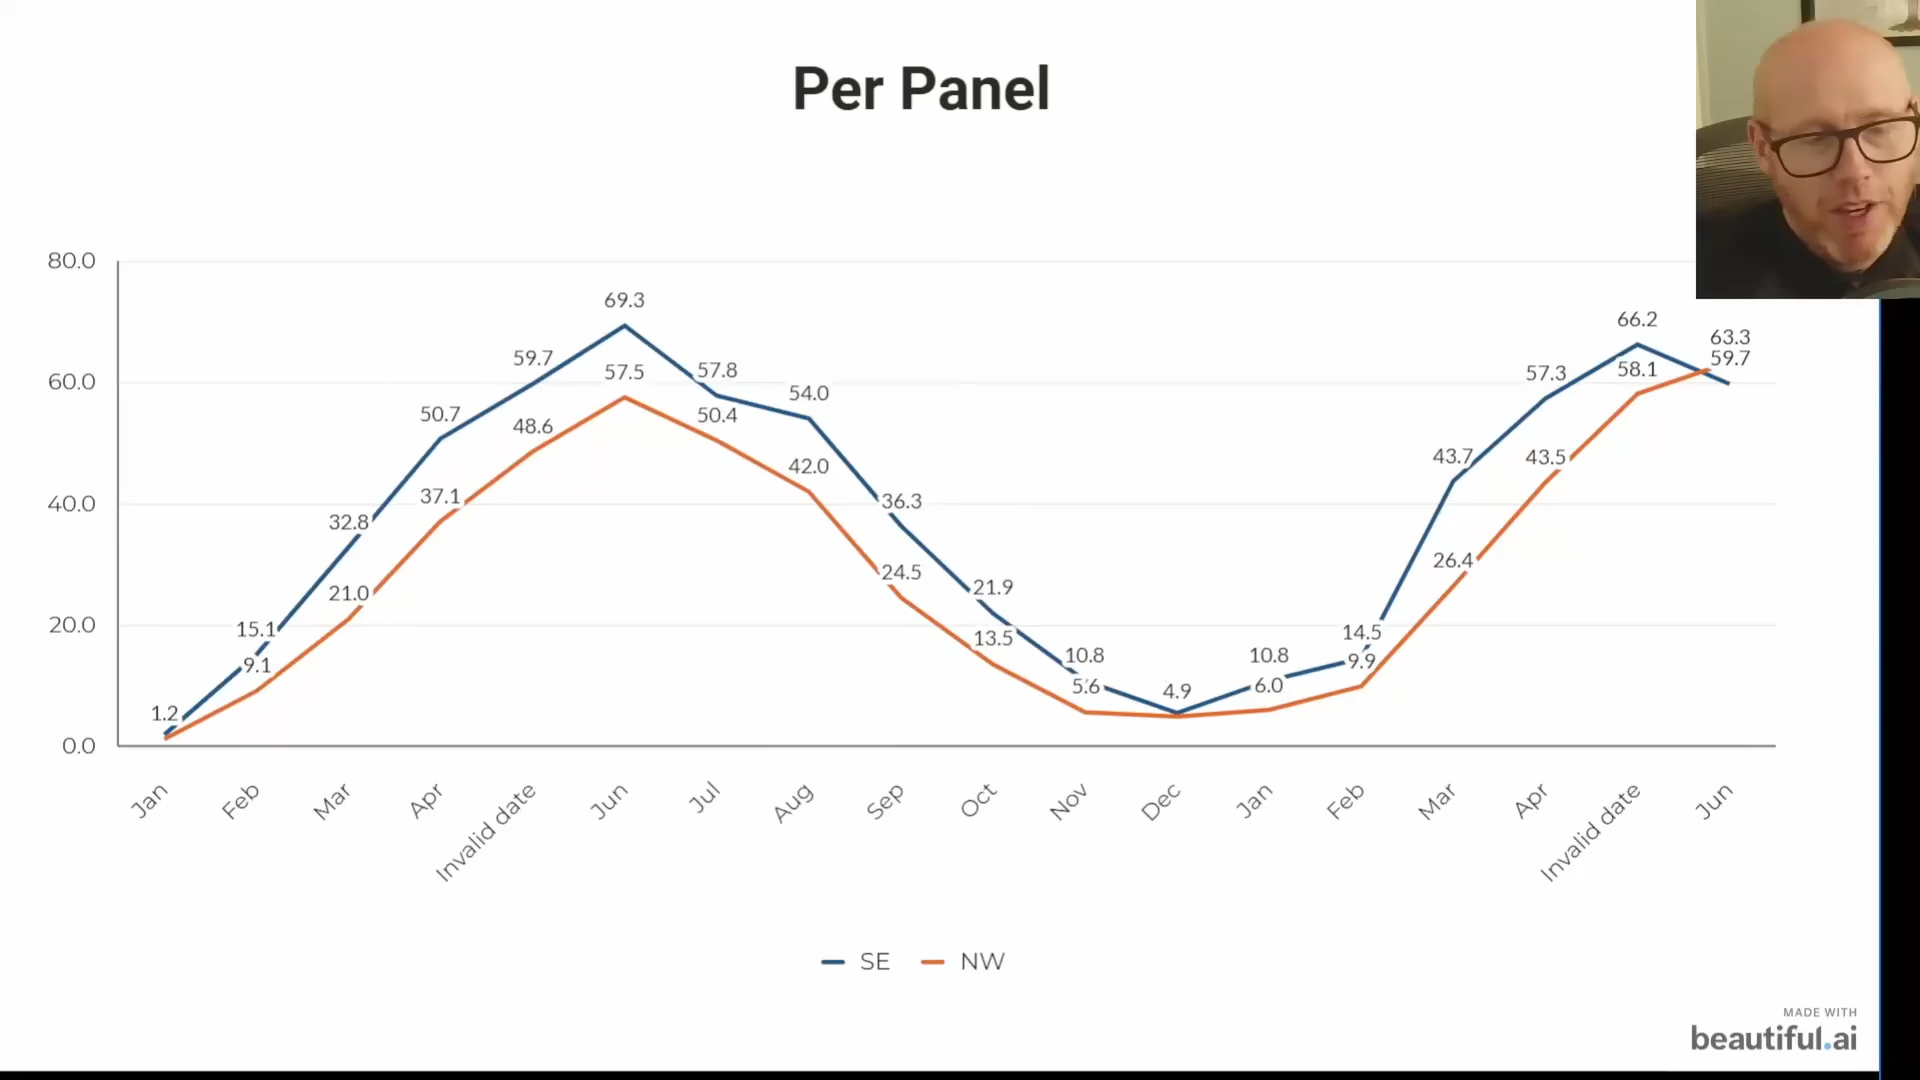 Per Panel
80.0
60.0
40.0
20.0
0.0
69.3
59.7
57.5
57.8
50.7
48.6
50.4
54.0
42.0
32.8
37.1
36.3
21.0
24.5
21.9
15.1
9.1
13.5
1.2
10.8
5.6
4.9
10.8
6.0
14.5
9.9
43.7
26.4
57.3
43.5
66.2
58.1
63.3
59.7
Jan
Feb
Mar
Apr
Invalid date
Jun
Jul
Aug
Sep
Oct
Nov
Dec
Jan
Feb
Mar
Apr
Invalid date
Jun
SE
NW
MADE WITH
beautiful.ai